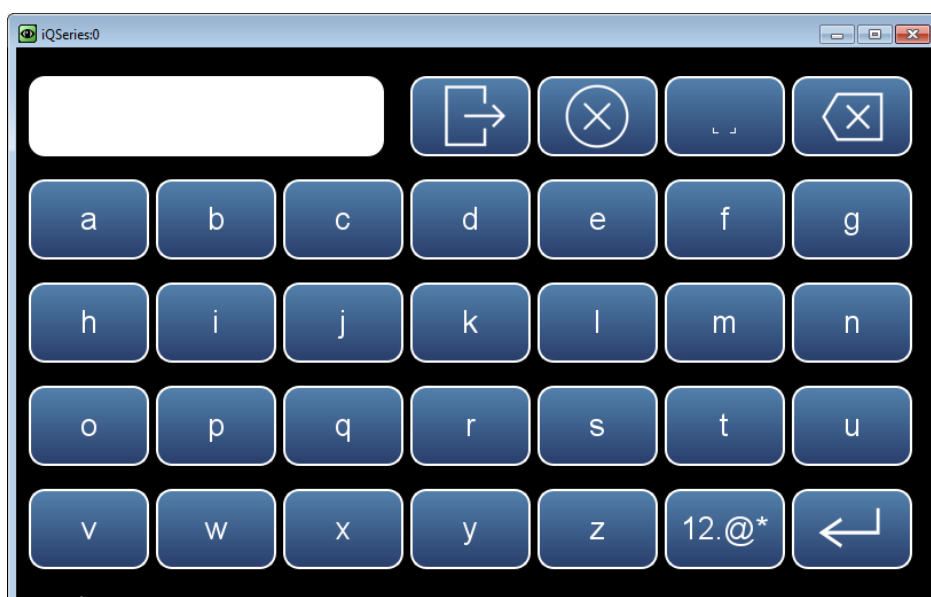 iQSeries:0
a b c d e f g
h i j k l m n
o p q r s t u
v w x y z 12.@*